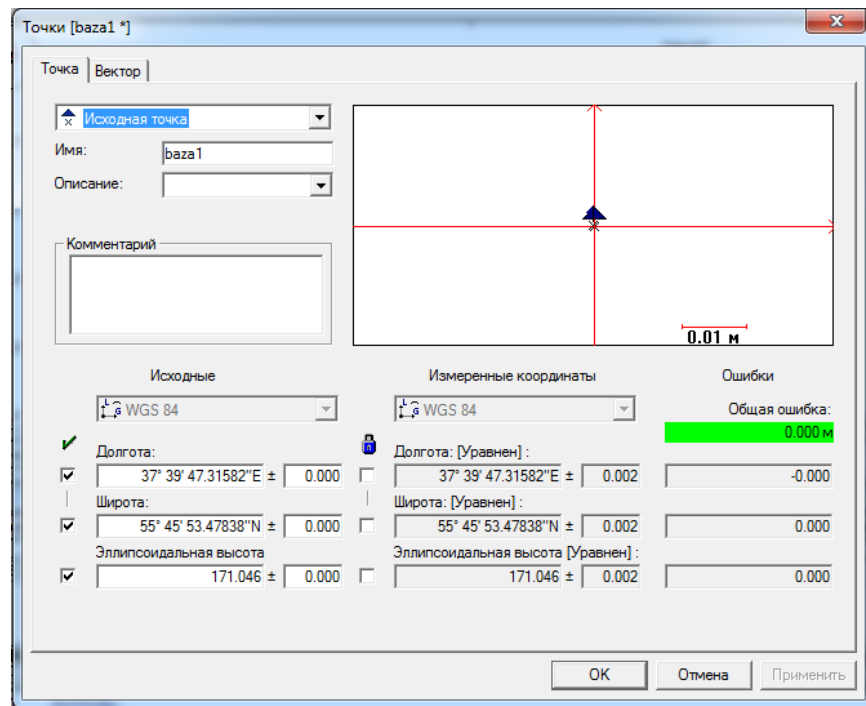 Точки [baza1 *]
Точка Вектор
Исходная точка
Имя: baza1
Описание:
Комментарий
0.01 м
Исходные Измеренные координаты Ошибки
WGS 84 WGS 84 Общая ошибка:
0.000 м
Долгота: Долгота: [Уравнен] :
37° 39' 47.31582"E ± 0.000 37° 39' 47.31582"E ± 0.002 -0.000
Широта: Широта: [Уравнен] :
55° 45' 53.47838"N ± 0.000 55° 45' 53.47838"N ± 0.002 0.000
Эллипсоидальная высота Эллипсоидальная высота [Уравнен] :
171.046 ± 0.000 171.046 ± 0.002 0.000
OK Отмена Применить